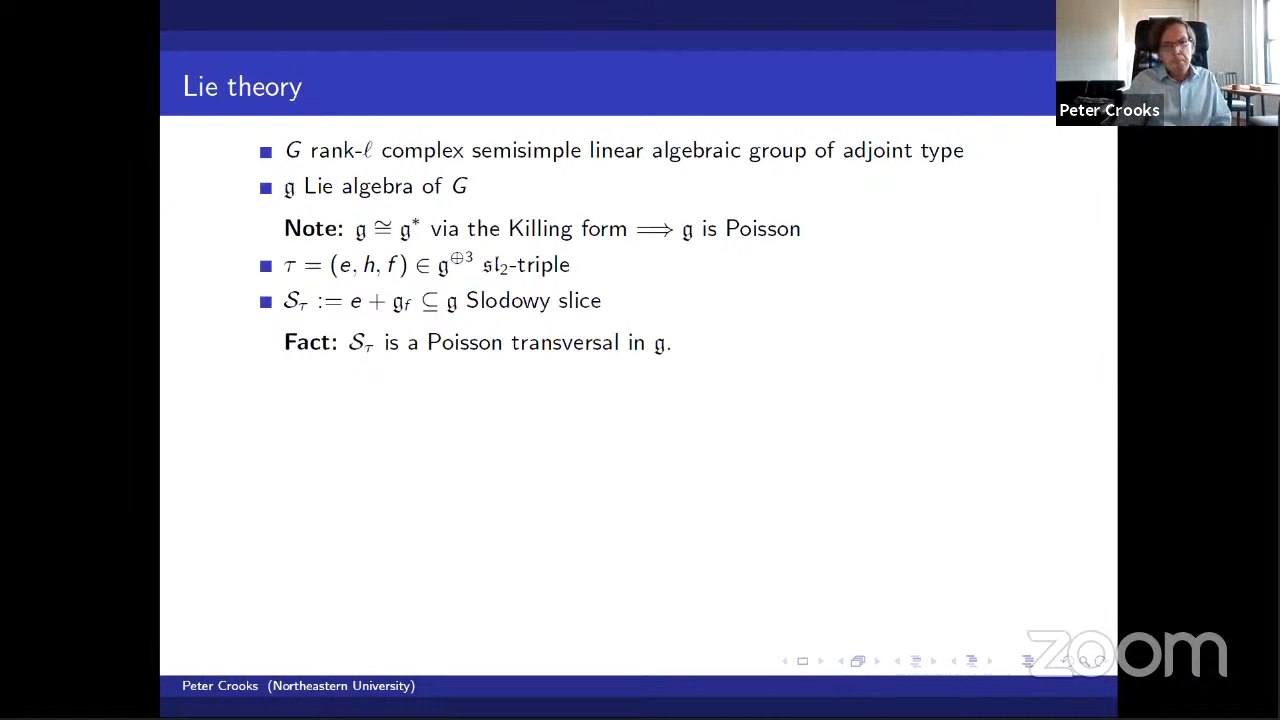 Lie theory
Peter Crooks
G rank-ℓ complex semisimple linear algebraic group of adjoint type
𝔤 Lie algebra of G
Note: 𝔤 ≅ 𝔤* via the Killing form ⟹ 𝔤 is Poisson
τ = (e, h, f) ∈ 𝔤^{⊕3} 𝔰𝔩₂-triple
𝒮_τ := e + 𝔤_f ⊆ 𝔤 Slodowy slice
Fact: 𝒮_τ is a Poisson transversal in 𝔤.
zoom
Peter Crooks (Northeastern University)